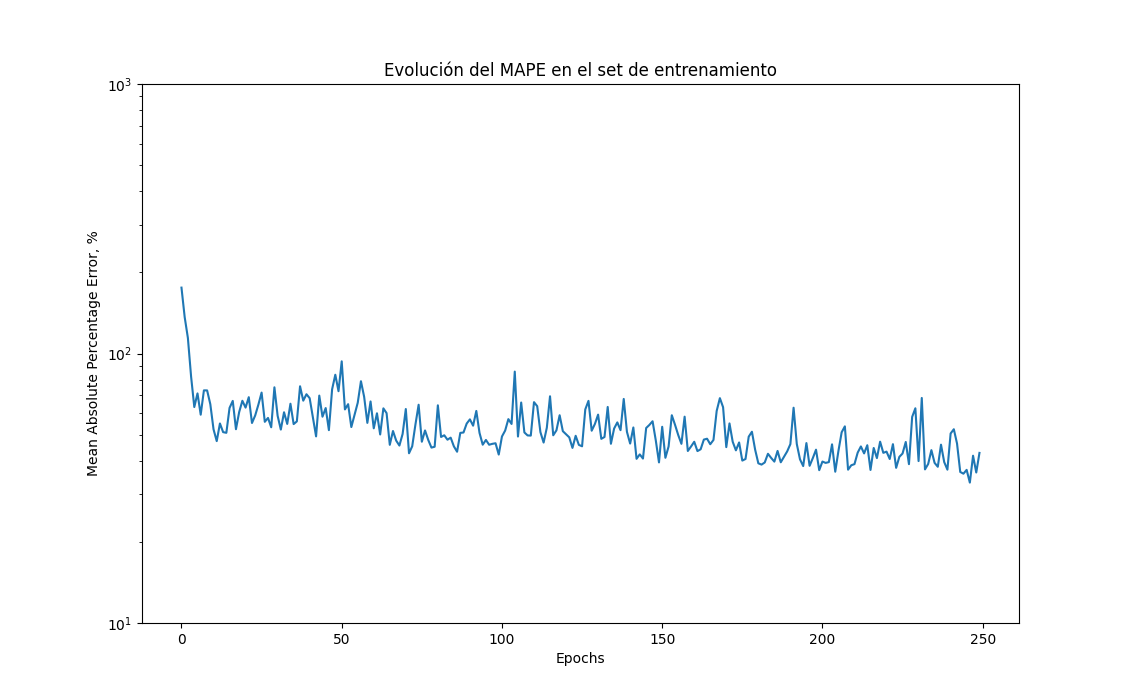 Evolución del MAPE en el set de entrenamiento
Mean Absolute Percentage Error, %
10³
10²
10¹
0 50 100 150 200 250
Epochs